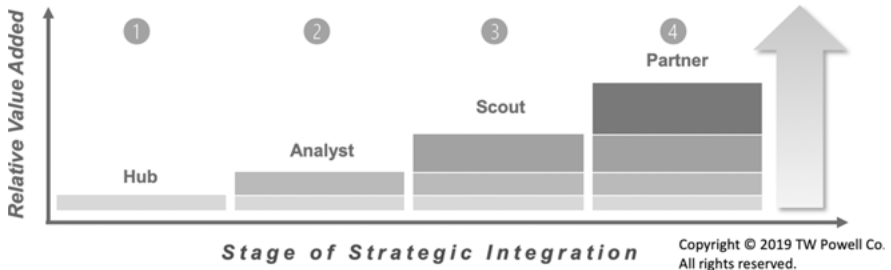 Relative Value Added
1
2
3
4
Hub
Analyst
Scout
Partner
Stage of Strategic Integration
Copyright © 2019 TW Powell Co.
All rights reserved.